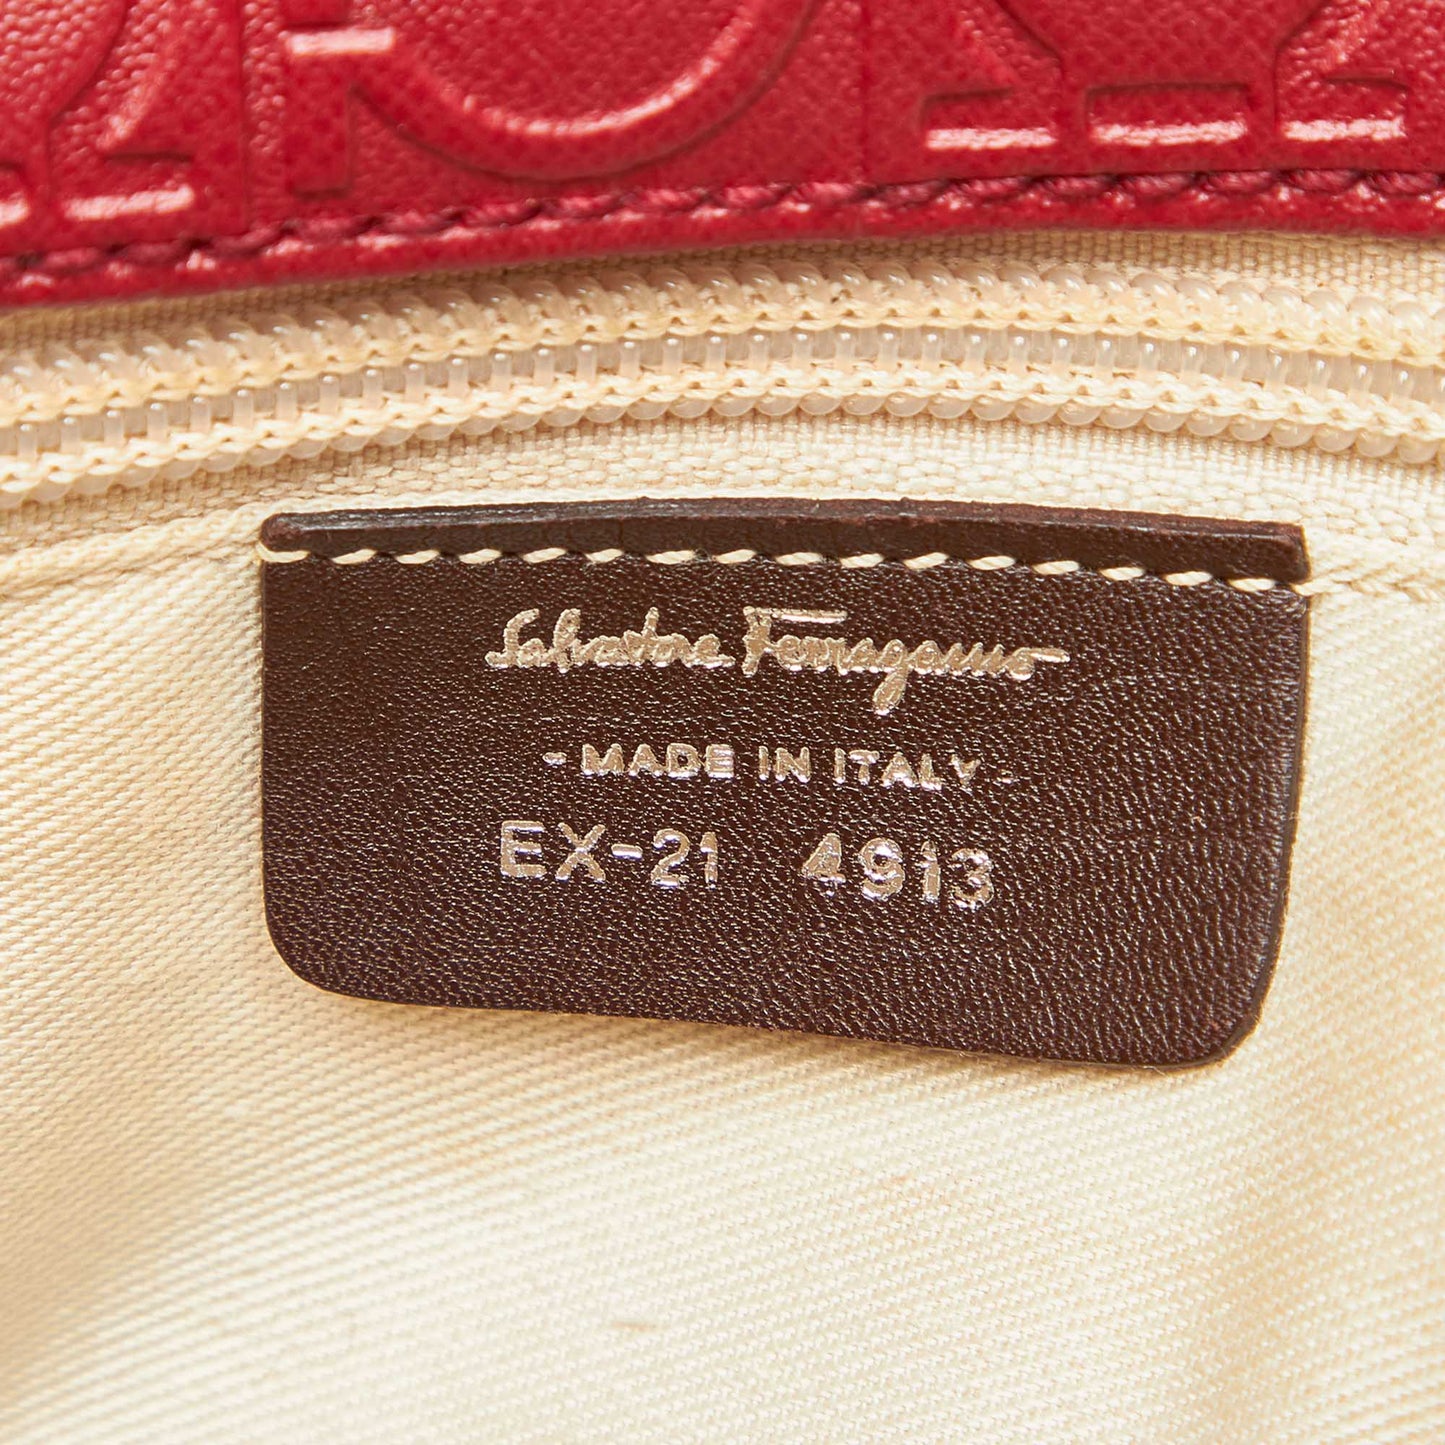 Salvatore Ferragamo
- MADE IN ITALY -
EX-21 4913